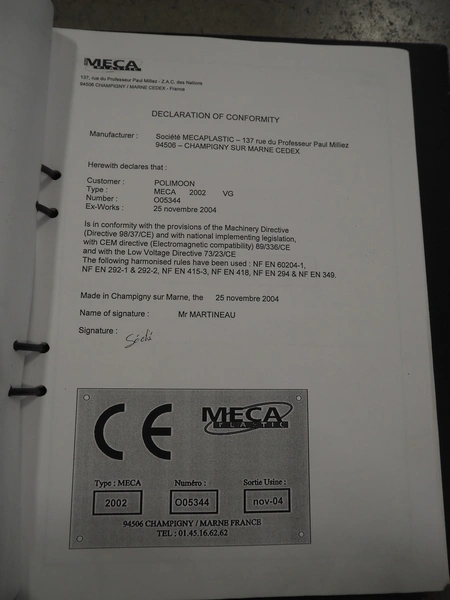 MECA
PLASTIC
137, rue du Professeur Paul Milliez - Z.A.C. des Nations
94506 CHAMPIGNY / MARNE CEDEX - France
DECLARATION OF CONFORMITY
Manufacturer : Société MECAPLASTIC – 137 rue du Professeur Paul Milliez
94506 – CHAMPIGNY SUR MARNE CEDEX
Herewith declares that :
Customer : POLIMOON
Type : MECA 2002 VG
Number : O05344
Ex-Works : 25 novembre 2004
Is in conformity with the provisions of the Machinery Directive
(Directive 98/37/CE) and with national implementing legislation,
with CEM directive (Electromagnetic compatibility) 89/336/CE
and with the Low Voltage Directive 73/23/CE
The following harmonised rules have been used : NF EN 60204-1,
NF EN 292-1 & 292-2, NF EN 415-3, NF EN 418, NF EN 294 & NF EN 349.
Made in Champigny sur Marne, the 25 novembre 2004
Name of signature : Mr MARTINEAU
Signature :
CE MECA
PLASTIC
Type : MECA Numéro : Sortie Usine :
2002 O05344 nov-04
94506 CHAMPIGNY / MARNE FRANCE
TEL : 01.45.16.62.62